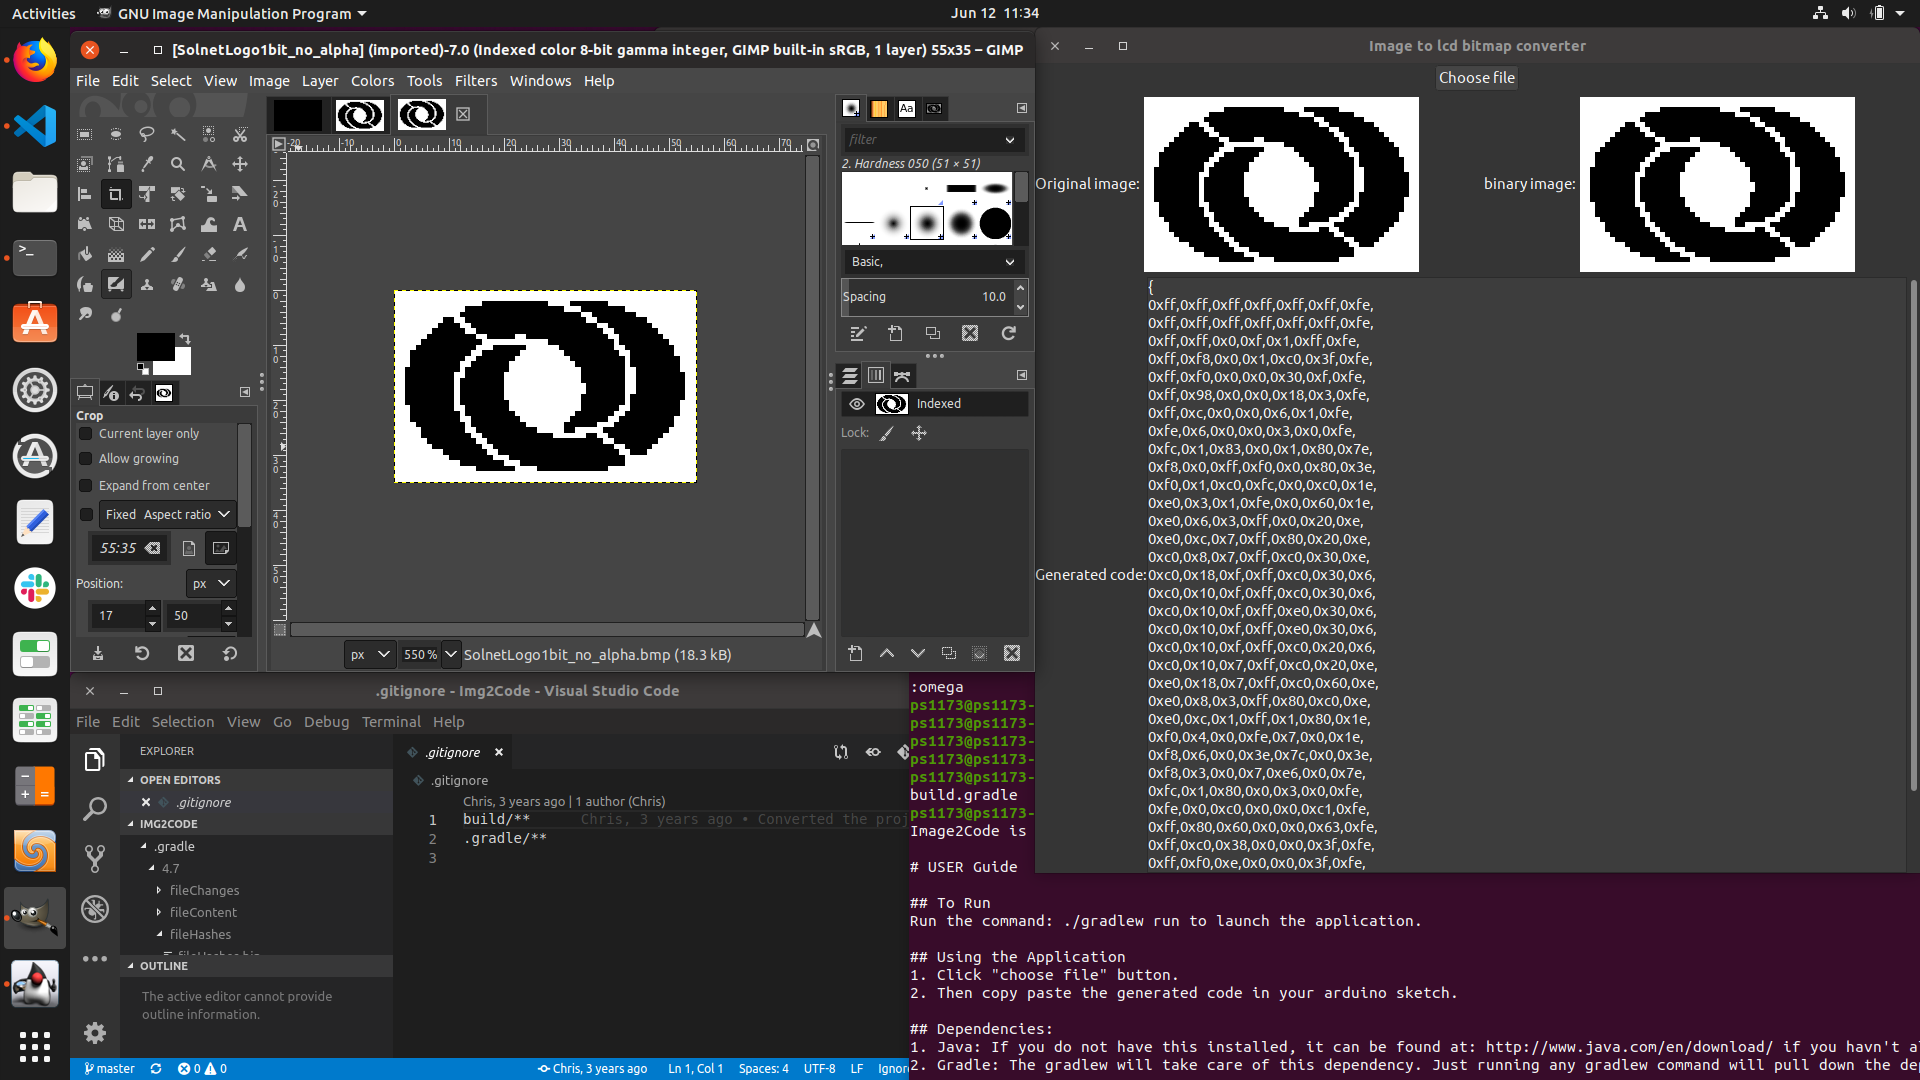 Activities
GNU Image Manipulation Program
Jun 12 11:34
[SolnetLogo1bit_no_alpha] (imported)-7.0 (Indexed color 8-bit gamma integer, GIMP built-in sRGB, 1 layer) 55x35 – GIMP
File Edit Select View Image Layer Colors Tools Filters Windows Help
-20 -10 0 10 20 30 40 50 60 70
Crop
Current layer only
Allow growing
Expand from center
Fixed Aspect ratio
55:35
Position: px
17 50
px 550 % SolnetLogo1bit_no_alpha.bmp (18.3 kB)
Aa
filter
2. Hardness 050 (51 × 51)
Basic,
Spacing 10.0
Indexed
Lock:
Image to lcd bitmap converter
Choose file
Original image:
binary image:
Generated code:
{
0xff,0xff,0xff,0xff,0xff,0xff,0xfe,
0xff,0xff,0xff,0xff,0xff,0xff,0xfe,
0xff,0xff,0x0,0xf,0x1,0xff,0xfe,
0xff,0xf8,0x0,0x1,0xc0,0x3f,0xfe,
0xff,0xf0,0x0,0x0,0x30,0xf,0xfe,
0xff,0x98,0x0,0x0,0x18,0x3,0xfe,
0xff,0xc,0x0,0x0,0x6,0x1,0xfe,
0xfe,0x6,0x0,0x0,0x3,0x0,0xfe,
0xfc,0x1,0x83,0x0,0x1,0x80,0x7e,
0xf8,0x0,0xff,0xf0,0x0,0x80,0x3e,
0xf0,0x1,0xc0,0xfc,0x0,0xc0,0x1e,
0xe0,0x3,0x1,0xfe,0x0,0x60,0x1e,
0xe0,0x6,0x3,0xff,0x0,0x20,0xe,
0xe0,0xc,0x7,0xff,0x80,0x20,0xe,
0xc0,0x8,0x7,0xff,0xc0,0x30,0xe,
0xc0,0x18,0xf,0xff,0xc0,0x30,0x6,
0xc0,0x10,0xf,0xff,0xc0,0x30,0x6,
0xc0,0x10,0xf,0xff,0xe0,0x30,0x6,
0xc0,0x10,0xf,0xff,0xe0,0x30,0x6,
0xc0,0x10,0xf,0xff,0xc0,0x20,0x6,
0xc0,0x10,0x7,0xff,0xc0,0x20,0xe,
0xe0,0x18,0x7,0xff,0xc0,0x60,0xe,
0xe0,0x8,0x3,0xff,0x80,0xc0,0xe,
0xe0,0xc,0x1,0xff,0x1,0x80,0x1e,
0xf0,0x4,0x0,0xfe,0x7,0x0,0x1e,
0xf8,0x6,0x0,0x3e,0x7c,0x0,0x3e,
0xf8,0x3,0x0,0x7,0xe6,0x0,0x7e,
0xfc,0x1,0x80,0x0,0x3,0x0,0xfe,
0xfe,0x0,0xc0,0x0,0x0,0xc1,0xfe,
0xff,0x80,0x60,0x0,0x0,0x63,0xfe,
0xff,0xc0,0x38,0x0,0x0,0x3f,0xfe,
0xff,0xf0,0xe,0x0,0x0,0x3f,0xfe,
.gitignore - Img2Code - Visual Studio Code
File Edit Selection View Go Debug Terminal Help
EXPLORER
OPEN EDITORS
.gitignore
IMG2CODE
.gradle
4.7
fileChanges
fileContent
fileHashes
OUTLINE
The active editor cannot provide
outline information.
.gitignore
.gitignore
Chris, 3 years ago | 1 author (Chris)
1 build/** Chris, 3 years ago • Converted the proj
2 .gradle/**
3
master 0 0 Chris, 3 years ago Ln 1, Col 1 Spaces: 4 UTF-8 LF Ignor
:omega
ps1173@ps1173-
ps1173@ps1173-
ps1173@ps1173-
ps1173@ps1173-
ps1173@ps1173-
build.gradle
ps1173@ps1173-
Image2Code is
# USER Guide
## To Run
Run the command: ./gradlew run to launch the application.
## Using the Application
1. Click "choose file" button.
2. Then copy paste the generated code in your arduino sketch.
## Dependencies:
1. Java: If you do not have this installed, it can be found at: http://www.java.com/en/download/ if you havn't al
2. Gradle: The gradlew will take care of this dependency. Just running any gradlew command will pull down the de